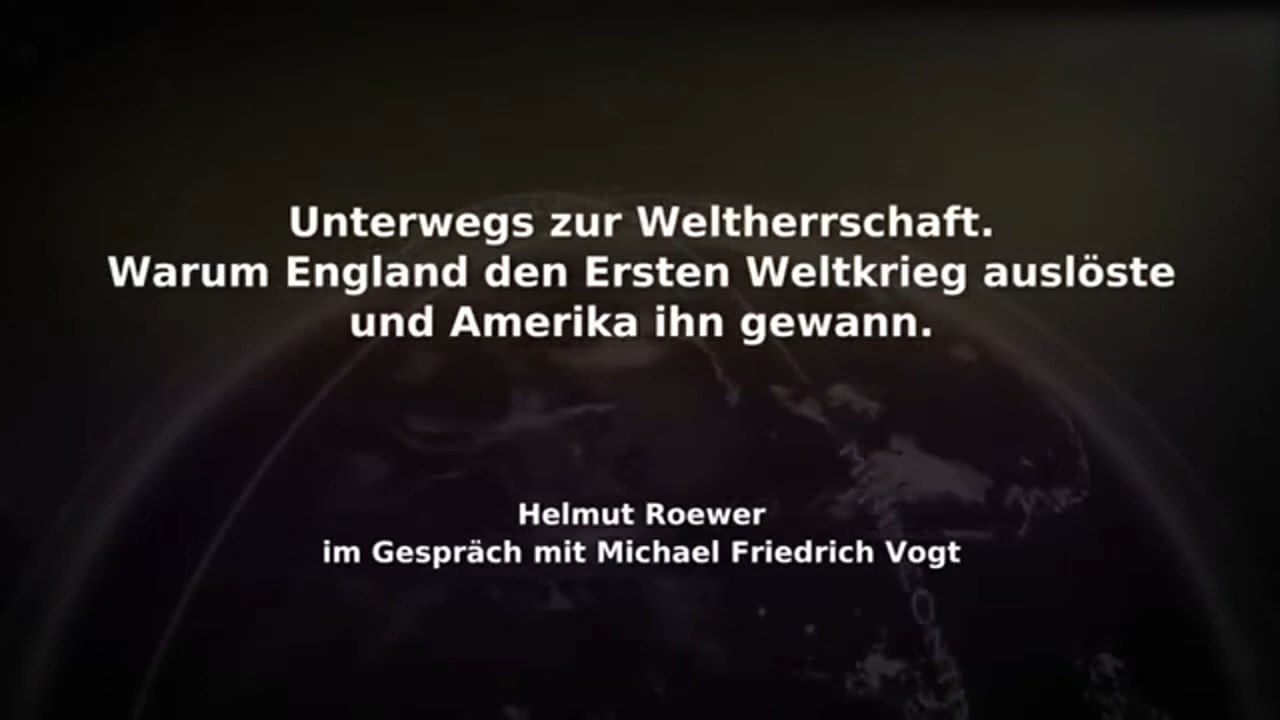 Unterwegs zur Weltherrschaft.
Warum England den Ersten Weltkrieg auslöste
und Amerika ihn gewann.
Helmut Roewer
im Gespräch mit Michael Friedrich Vogt